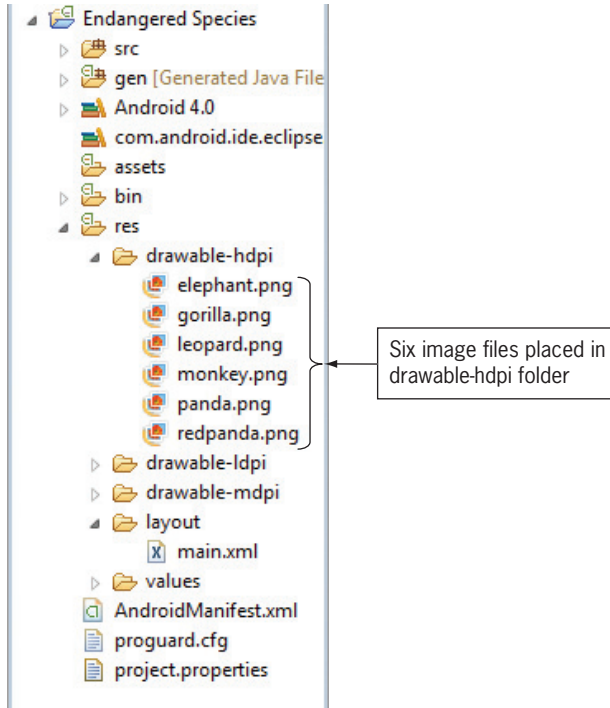 Endangered Species
src
gen [Generated Java File
Android 4.0
com.android.ide.eclipse
assets
bin
res
drawable-hdpi
elephant.png
gorilla.png
leopard.png
monkey.png
panda.png
redpanda.png
Six image files placed in
drawable-hdpi folder
drawable-ldpi
drawable-mdpi
layout
main.xml
values
AndroidManifest.xml
proguard.cfg
project.properties